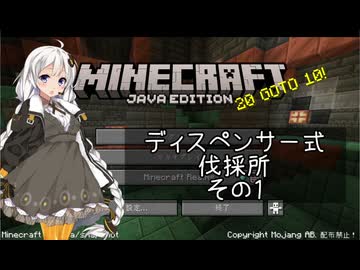 MINECRAFT
JAVA EDITION
20 GOTO 10!
ディスペンサー式
伐採所
その1
Minecraft Realms
設定...
終了
Minecraft
Copyright Mojang AB. 配布禁止!